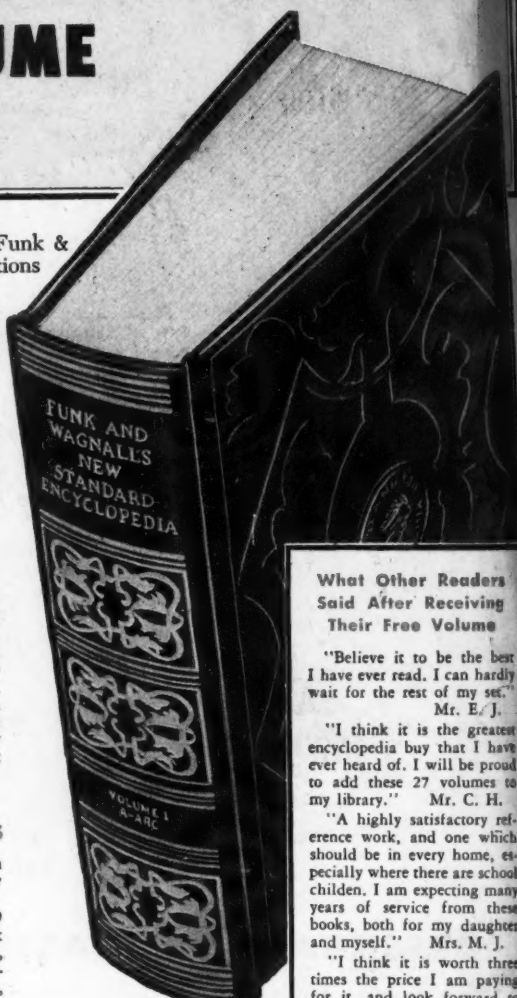 UME
Funk &
tions
FUNK AND
WAGNALLS
NEW
STANDARD
ENCYCLOPEDIA
VOLUME 1
A-ARC
What Other Readers
Said After Receiving
Their Free Volume
"Believe it to be the best
I have ever read. I can hardly
wait for the rest of my set."
Mr. E. J.
"I think it is the greatest
encyclopedia buy that I have
ever heard of. I will be proud
to add these 27 volumes to
my library." Mr. C. H.
"A highly satisfactory ref-
erence work, and one which
should be in every home, es-
pecially where there are school
childen. I am expecting many
years of service from these
books, both for my daughter
and myself." Mrs. M. J.
"I think it is worth three
times the price I am paying
for it, and look forward